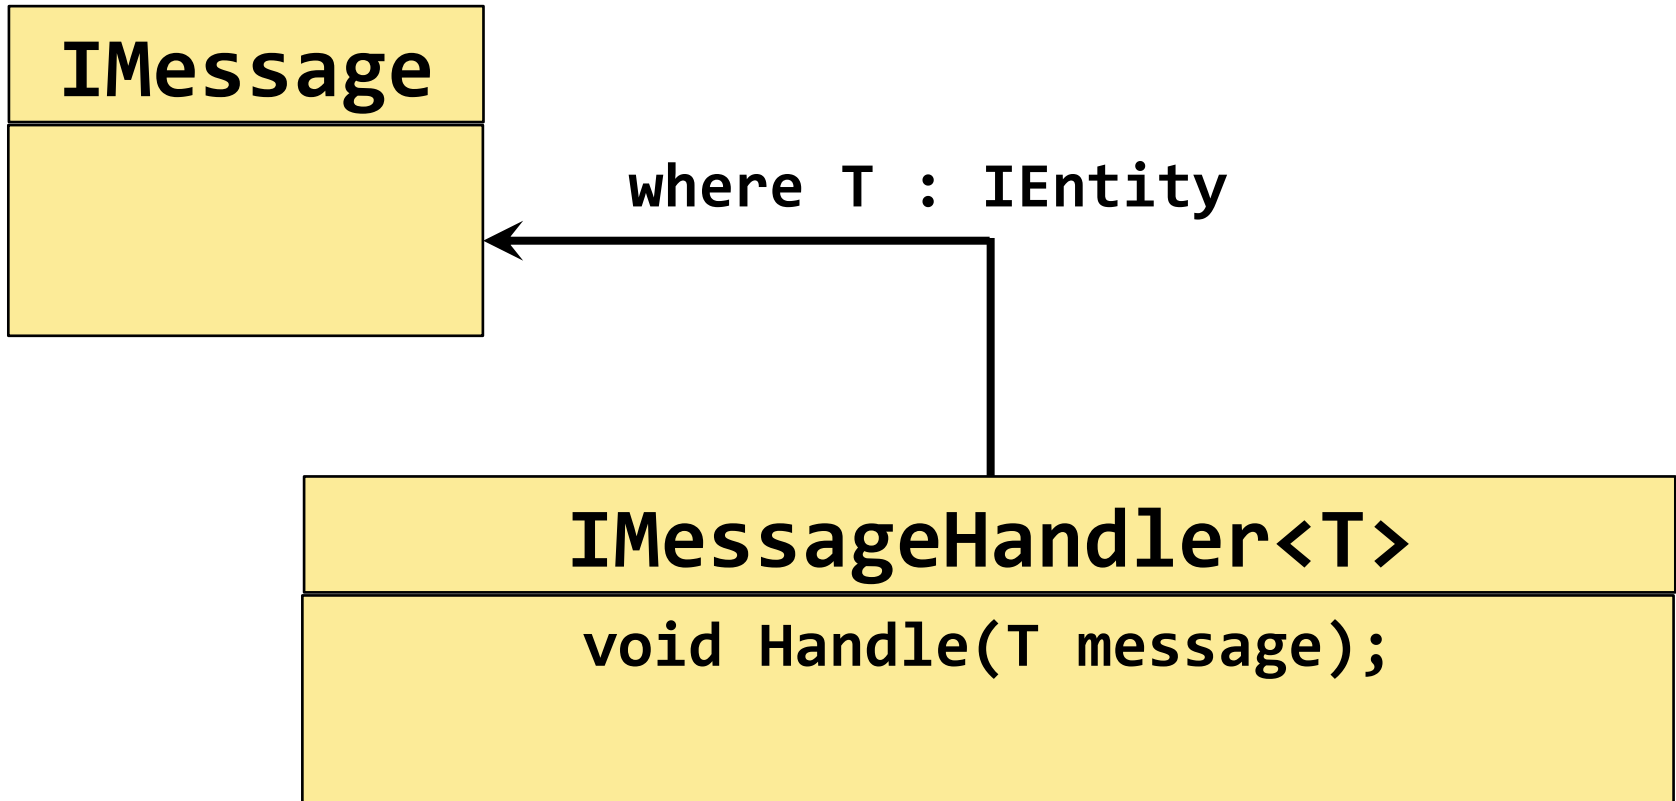 IMessage
where T : IEntity
IMessageHandler<T>
void Handle(T message);